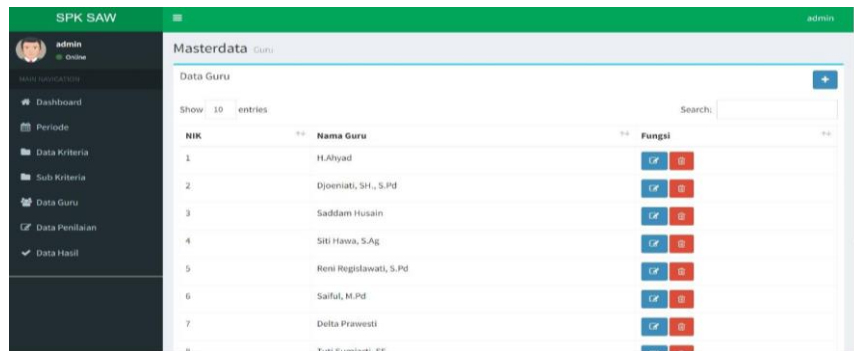 SPK SAW
admin
admin
Online
MAIN NAVIGATION
Dashboard
Periode
Data Kriteria
Sub Kriteria
Data Guru
Data Penilaian
Data Hasil
Masterdata Guru
Data Guru
Show 10 entries
Search:
NIK Nama Guru Fungsi
1 H.Ahyad
2 Djoeniati, SH., S.Pd
3 Saddam Husain
4 Siti Hawa, S.Ag
5 Reni Regislawati, S.Pd
6 Saiful, M.Pd
7 Delta Prawesti